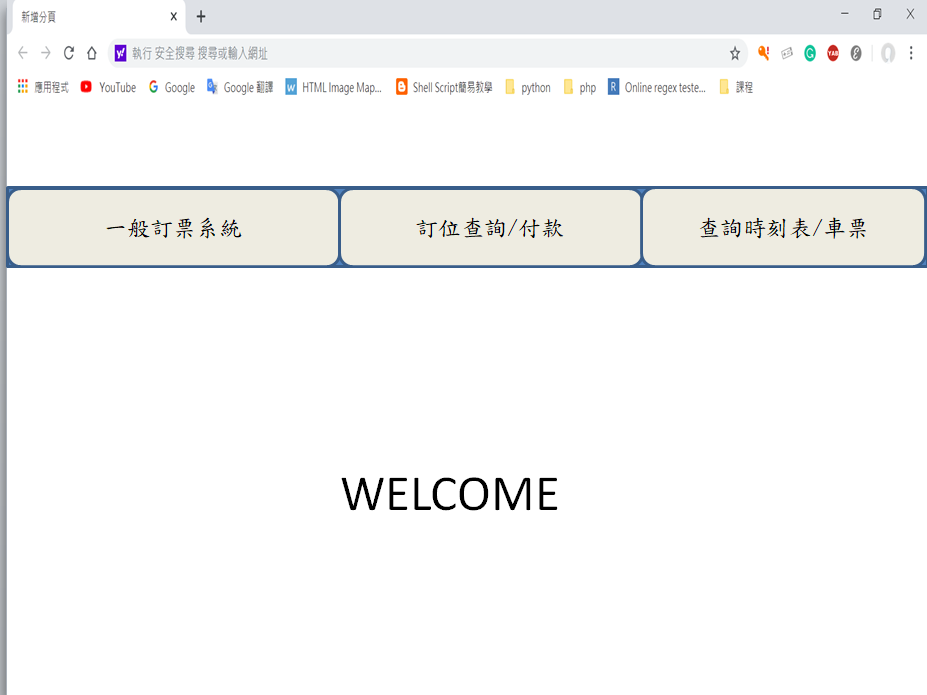 新增分頁
執行 安全搜尋 搜尋或輸入網址
應用程式 YouTube Google Google 翻譯 HTML Image Map... Shell Script簡易教學 python php Online regex teste... 課程
一般訂票系統 訂位查詢/付款 查詢時刻表/車票
WELCOME